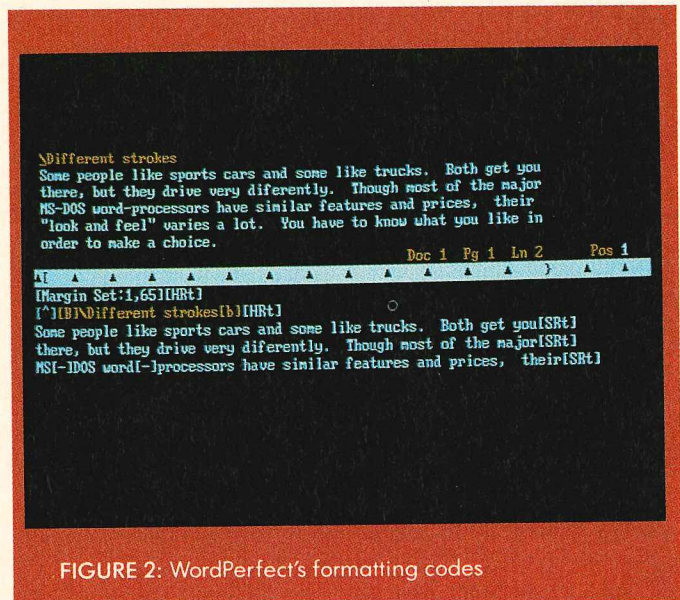 \Different strokes
Some people like sports cars and some like trucks.  Both get you
there, but they drive very diferently.  Though most of the major
MS-DOS word-processors have similar features and prices,  their
"look and feel" varies a lot.  You have to know what you like in
order to make a choice.
Doc 1  Pg 1  Ln 2      Pos 1
[Margin Set:1,65][HRt]
[^][B]\Different strokes[b][HRt]
Some people like sports cars and some like trucks.  Both get you[SRt]
there, but they drive very diferently.  Though most of the major[SRt]
MS[-]DOS word[-]processors have similar features and prices,  their[SRt]
FIGURE 2: WordPerfect's formatting codes